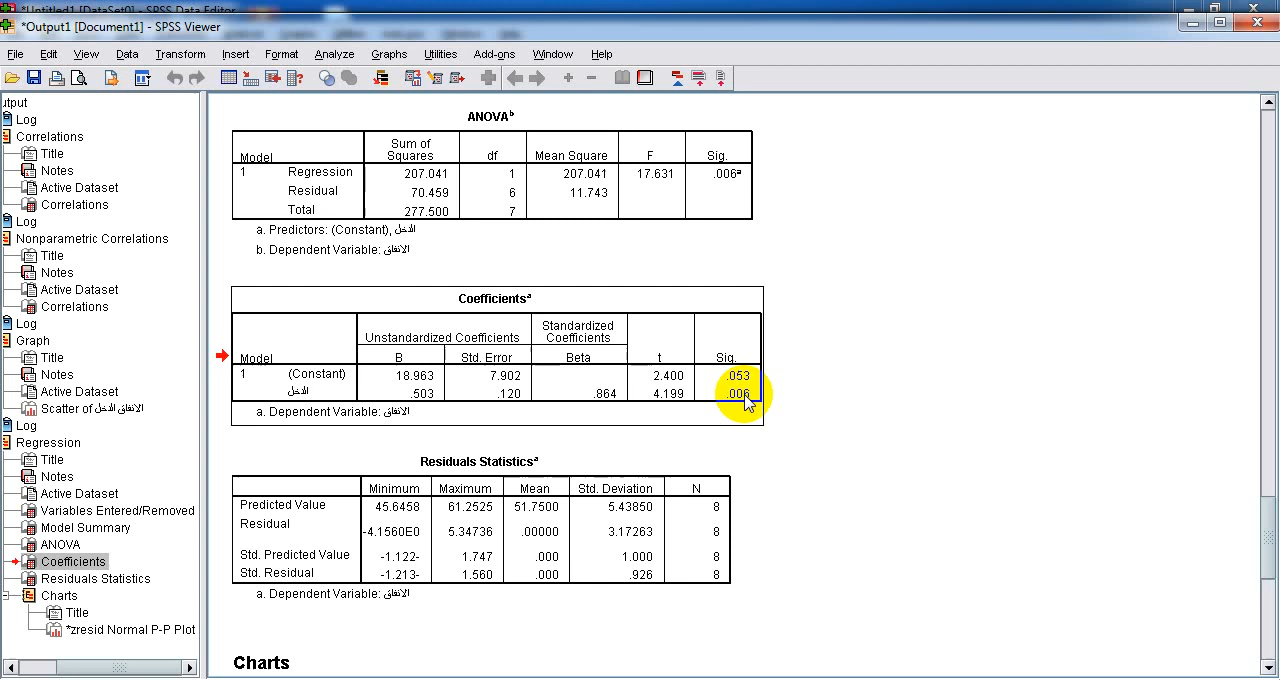 *Untitled1 [DataSet0] - SPSS Data Editor
*Output1 [Document1] - SPSS Viewer
File Edit View Data Transform Insert Format Analyze Graphs Utilities Add-ons Window Help
utput
Log
Correlations
Title
Notes
Active Dataset
Correlations
Log
Nonparametric Correlations
Title
Notes
Active Dataset
Correlations
Log
Graph
Title
Notes
Active Dataset
Scatter of الانفاق الدخل
Log
Regression
Title
Notes
Active Dataset
Variables Entered/Removed
Model Summary
ANOVA
Coefficients
Residuals Statistics
Charts
Title
*zresid Normal P-P Plot
ANOVAb
Model Sum of Squares df Mean Square F Sig.
1 Regression 207.041 1 207.041 17.631 .006a
Residual 70.459 6 11.743
Total 277.500 7
a. Predictors: (Constant), الدخل
b. Dependent Variable: الانفاق
Coefficientsa
Unstandardized Coefficients Standardized Coefficients
Model B Std. Error Beta t Sig.
1 (Constant) 18.963 7.902 2.400 .053
الدخل .503 .120 .864 4.199 .006
a. Dependent Variable: الانفاق
Residuals Statisticsa
Minimum Maximum Mean Std. Deviation N
Predicted Value 45.6458 61.2525 51.7500 5.43850 8
Residual -4.1560E0 5.34736 .00000 3.17263 8
Std. Predicted Value -1.122- 1.747 .000 1.000 8
Std. Residual -1.213- 1.560 .000 .926 8
a. Dependent Variable: الانفاق
Charts